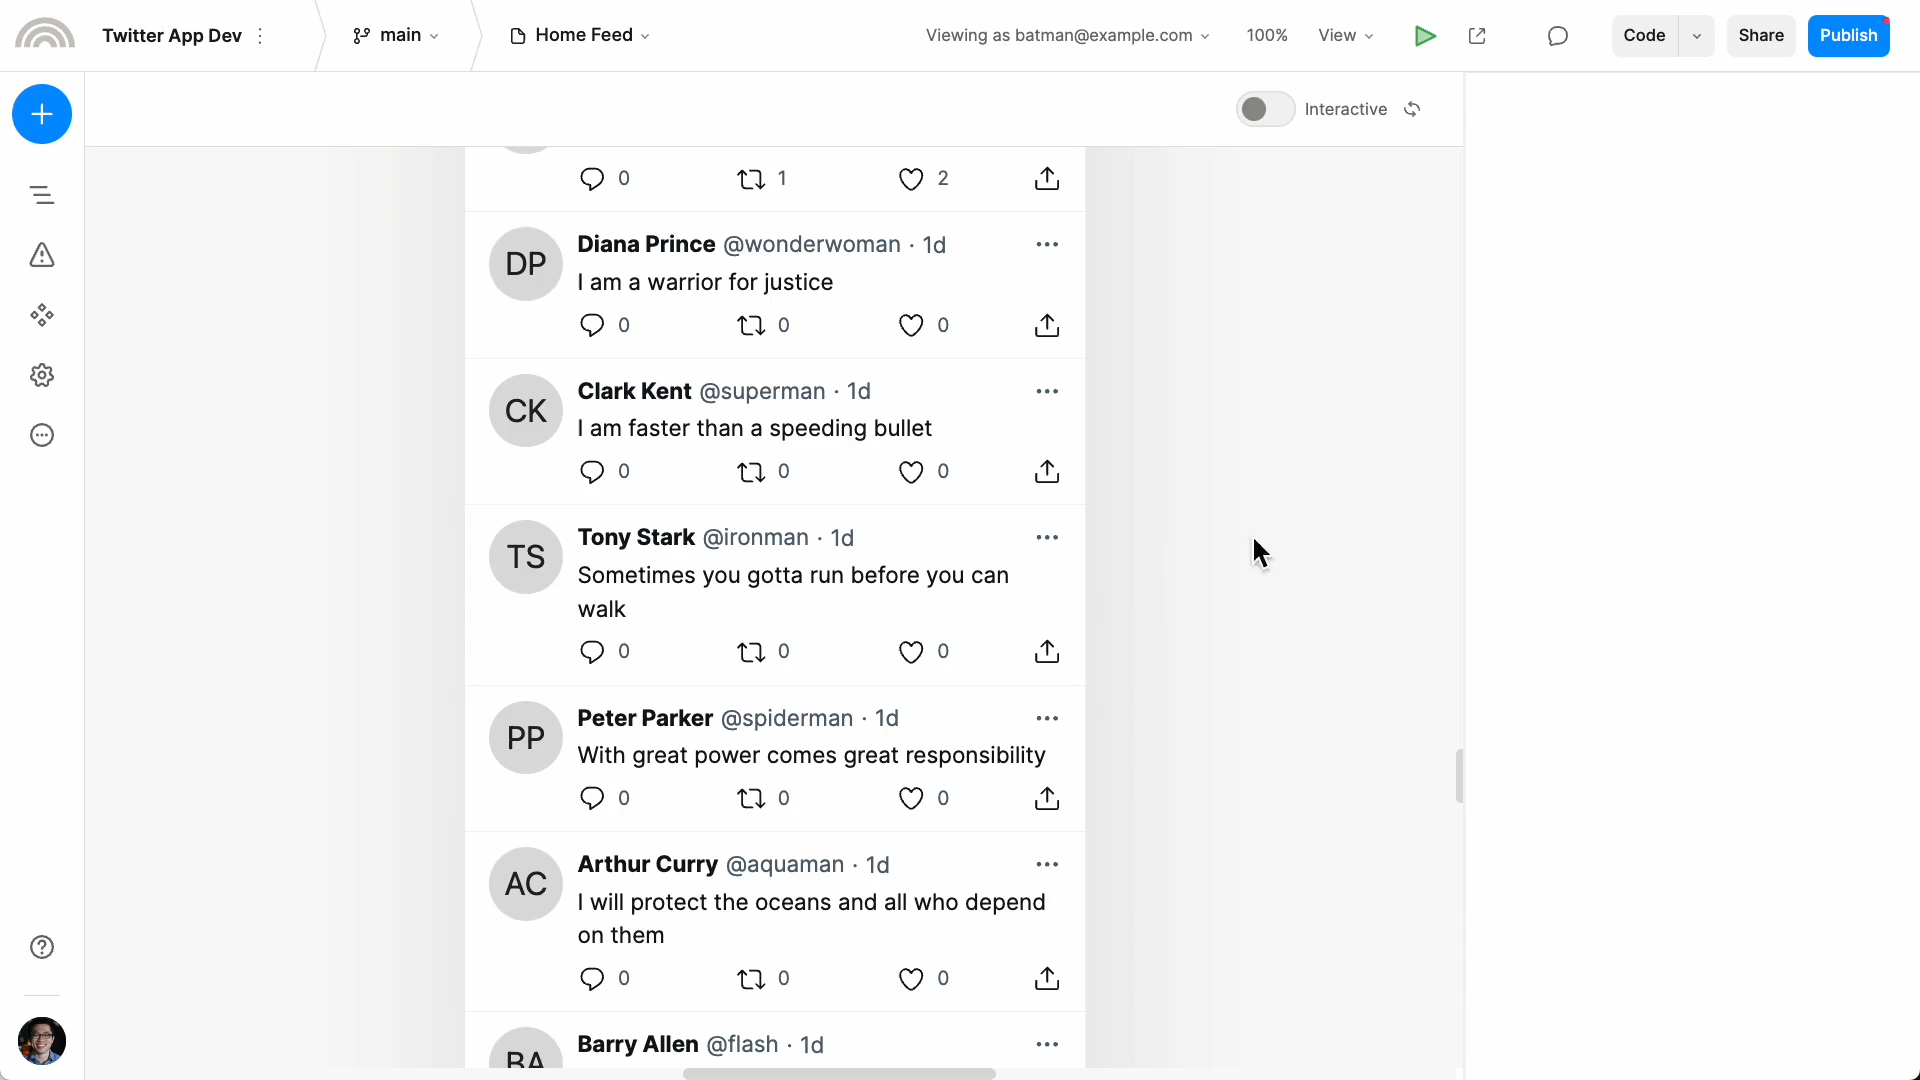 Twitter App Dev
main
Home Feed
Viewing as batman@example.com
100%
View
Code
Share
Publish
Interactive
0 1 2
DP
Diana Prince @wonderwoman · 1d
I am a warrior for justice
0 0 0
CK
Clark Kent @superman · 1d
I am faster than a speeding bullet
0 0 0
TS
Tony Stark @ironman · 1d
Sometimes you gotta run before you can
walk
0 0 0
PP
Peter Parker @spiderman · 1d
With great power comes great responsibility
0 0 0
AC
Arthur Curry @aquaman · 1d
I will protect the oceans and all who depend
on them
0 0 0
BA
Barry Allen @flash · 1d